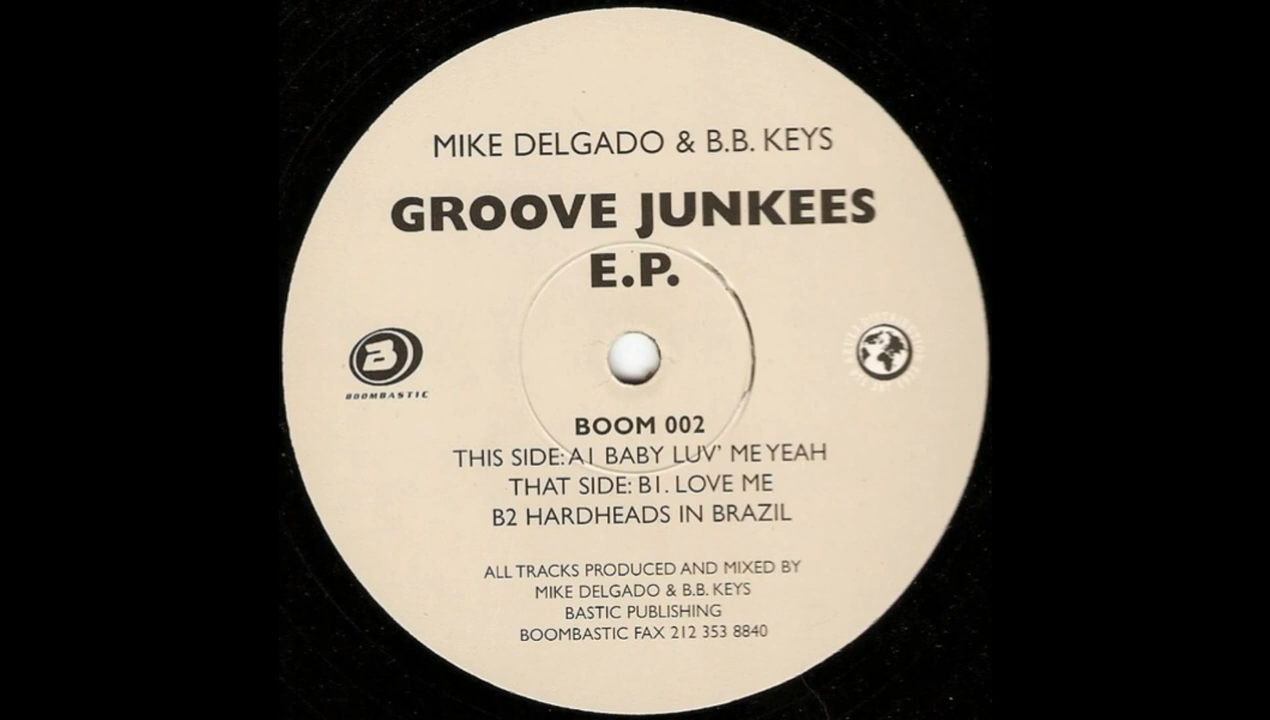 MIKE DELGADO & B.B. KEYS
GROOVE JUNKEES
E.P.
B
BOOMBASTIC
BOOM 002
THIS SIDE: A1 BABY LUV' ME YEAH
THAT SIDE: B1. LOVE ME
B2 HARDHEADS IN BRAZIL
ALL TRACKS PRODUCED AND MIXED BY
MIKE DELGADO & B.B. KEYS
BASTIC PUBLISHING
BOOMBASTIC FAX 212 353 8840